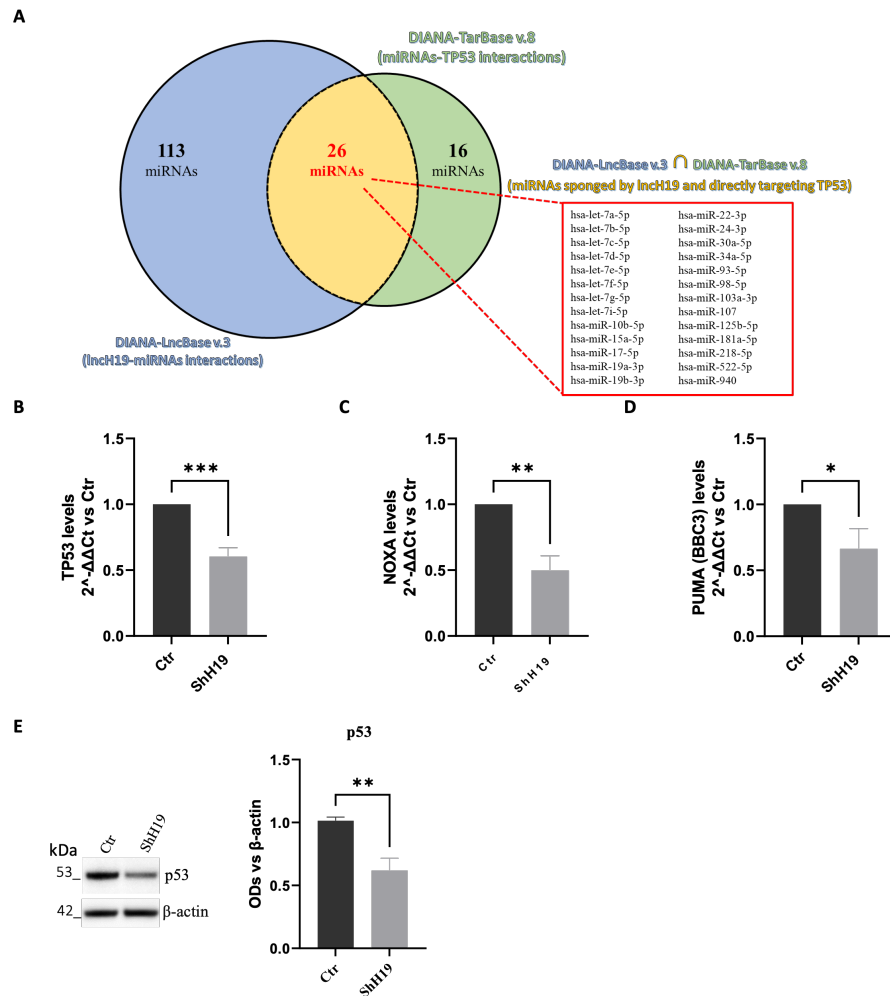 A
DIANA-TarBase v.8
(miRNAs-TP53 interactions)
113
miRNAs
26
miRNAs
16
miRNAs
DIANA-LncBase v.3 ∩ DIANA-TarBase v.8
(miRNAs sponged by lncH19 and directly targeting TP53)
hsa-let-7a-5p hsa-miR-22-3p
hsa-let-7b-5p hsa-miR-24-3p
hsa-let-7c-5p hsa-miR-30a-5p
hsa-let-7d-5p hsa-miR-34a-5p
hsa-let-7e-5p hsa-miR-93-5p
hsa-let-7f-5p hsa-miR-98-5p
hsa-let-7g-5p hsa-miR-103a-3p
hsa-let-7i-5p hsa-miR-107
hsa-miR-10b-5p hsa-miR-125b-5p
hsa-miR-15a-5p hsa-miR-181a-5p
hsa-miR-17-5p hsa-miR-218-5p
hsa-miR-19a-3p hsa-miR-522-5p
hsa-miR-19b-3p hsa-miR-940
DIANA-LncBase v.3
(lncH19-miRNAs interactions)
B
TP53 levels
2^-ΔΔCt vs Ctr
1.5
1.0
0.5
0.0
***
Ctr
ShH19
C
NOXA levels
2^-ΔΔCt vs Ctr
1.5
1.0
0.5
0.0
**
Ctr
ShH19
D
PUMA (BBC3) levels
2^-ΔΔCt vs Ctr
1.5
1.0
0.5
0.0
*
Ctr
ShH19
E
Ctr
ShH19
kDa
53_ p53
42_ β-actin
p53
ODs vs β-actin
1.5
1.0
0.5
0.0
**
Ctr
ShH19